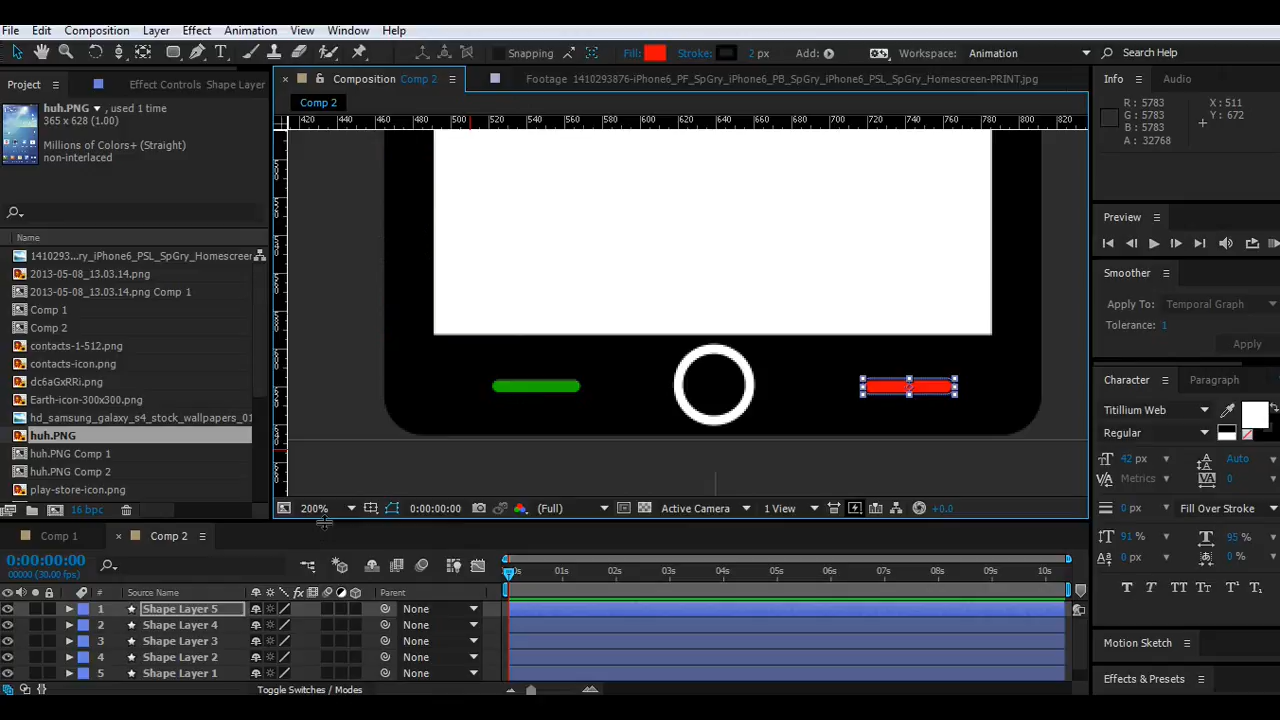 File Edit Composition Layer Effect Animation View Window Help
Snapping Fill: Stroke: 2 px Add: Workspace: Animation Search Help
Project Effect Controls Shape Layer Composition Comp 2 Footage 1410293876-iPhone6_PF_SpGry_iPhone6_PB_SpGry_iPhone6_PSL_SpGry_Homescreen-PRINT.jpg Info Audio
huh.PNG , used 1 time
365 x 628 (1.00)
Millions of Colors+ (Straight)
non-interlaced
Comp 2
420 440 460 500 520 540 560 580 600 620 640 660 680 700 720 740 760 780 800 820
R : 5783 X : 511
G : 5783 Y : 672
B : 5783
A : 32768
Preview
Smoother
Apply To: Temporal Graph
Tolerance: 1
Apply
Character Paragraph
Titillium Web
Regular
42 px Auto
Metrics 0
0 px Fill Over Stroke
91 % 95 %
0 px 0 %
T T TT Tt T¹ T₁
Motion Sketch
Effects & Presets
Name
1410293...ry_iPhone6_PSL_SpGry_Homescreen
2013-05-08_13.03.14.png
2013-05-08_13.03.14.png Comp 1
Comp 1
Comp 2
contacts-1-512.png
contacts-icon.png
dc6aGxRRi.png
Earth-icon-300x300.png
hd_samsung_galaxy_s4_stock_wallpapers_01
huh.PNG
huh.PNG Comp 1
huh.PNG Comp 2
play-store-icon.png
16 bpc
200% 0:00:00:00 (Full) Active Camera 1 View +0.0
Comp 1 Comp 2
0:00:00:00
00000 (30.00 fps)
01s 02s 03s 04s 05s 06s 07s 08s 09s 10s
# Source Name Parent
1 Shape Layer 5 None
2 Shape Layer 4 None
3 Shape Layer 3 None
4 Shape Layer 2 None
5 Shape Layer 1 None
Toggle Switches / Modes